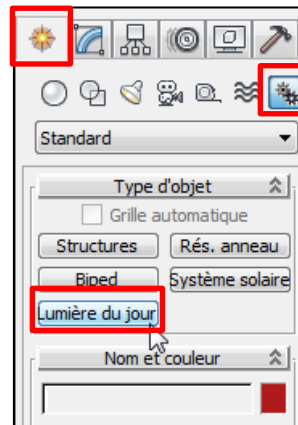 Standard
Type d'objet
Grille automatique
Structures Rés. anneau
Biped Système solaire
Lumière du jour
Nom et couleur